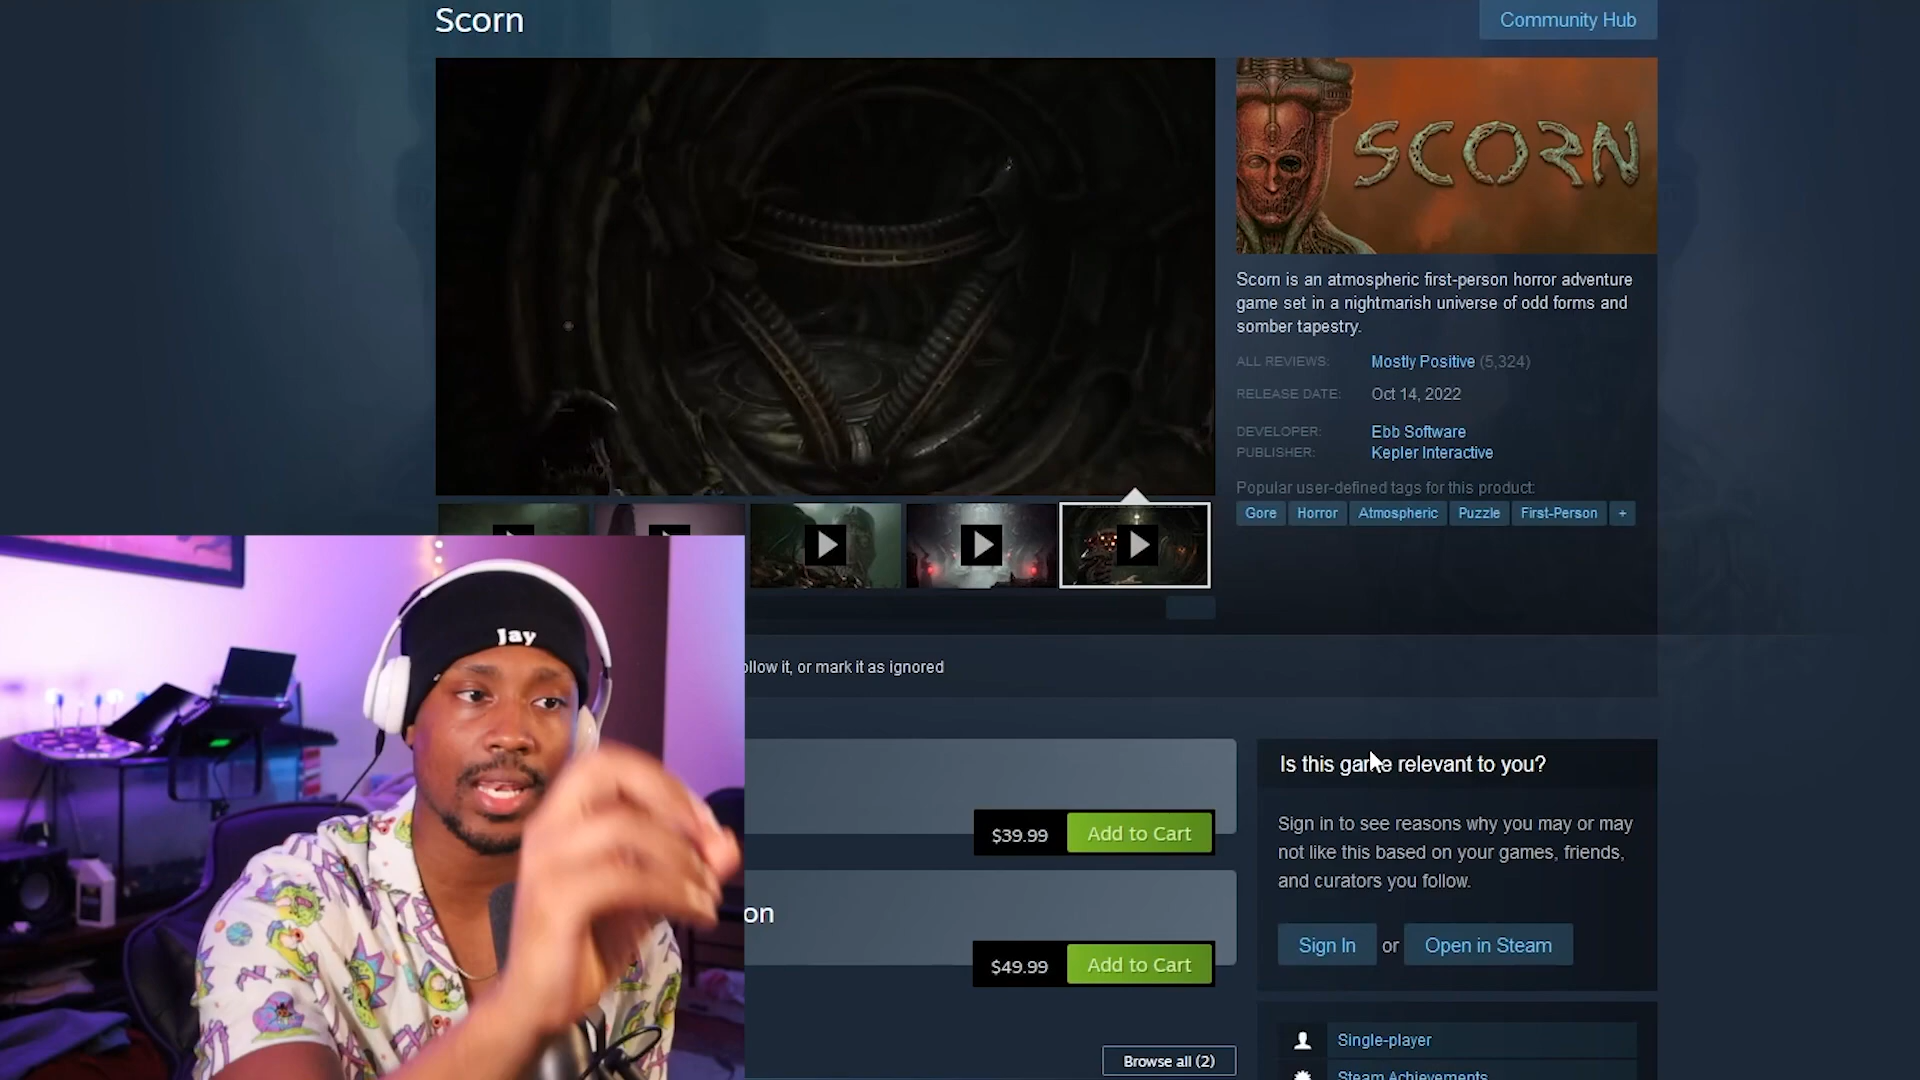 Scorn
Community Hub
SCORN
Scorn is an atmospheric first-person horror adventure
game set in a nightmarish universe of odd forms and
somber tapestry.
ALL REVIEWS: Mostly Positive (5,324)
RELEASE DATE: Oct 14, 2022
DEVELOPER: Ebb Software
PUBLISHER: Kepler Interactive
Popular user-defined tags for this product:
Gore Horror Atmospheric Puzzle First-Person +
ollow it, or mark it as ignored
Jay
Is this game relevant to you?
Sign in to see reasons why you may or may
not like this based on your games, friends,
and curators you follow.
Sign In or Open in Steam
$39.99 Add to Cart
on
$49.99 Add to Cart
Browse all (2)
Single-player
Steam Achievements